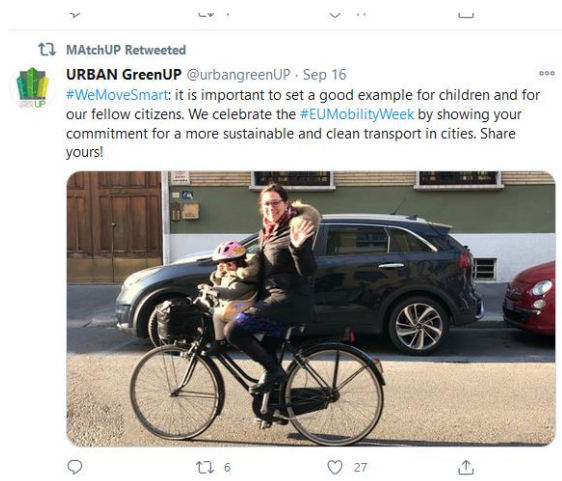 MAtchUP Retweeted
URBAN GreenUP @urbangreenUP · Sep 16
#WeMoveSmart: it is important to set a good example for children and for
our fellow citizens. We celebrate the #EUMobilityWeek by showing your
commitment for a more sustainable and clean transport in cities. Share
yours!
6 27